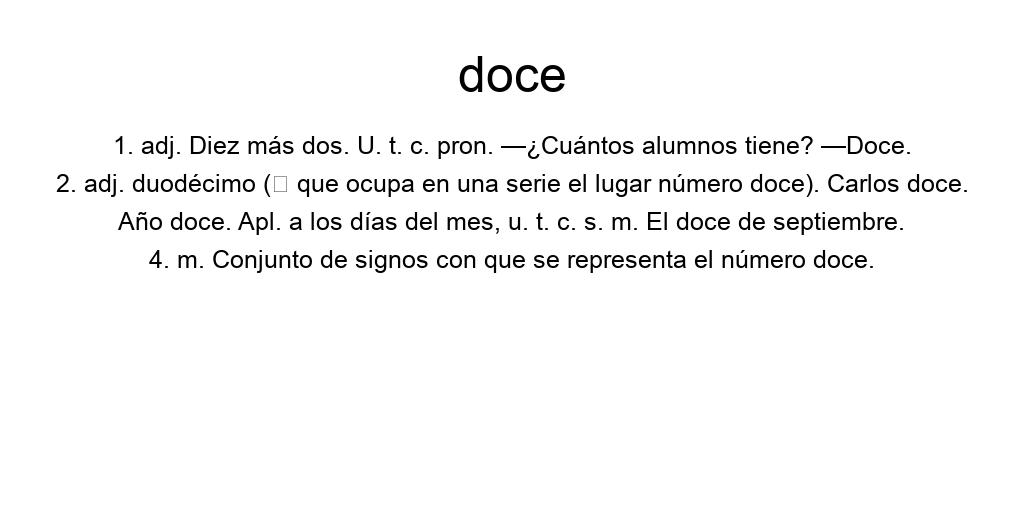 doce
1. adj. Diez más dos. U. t. c. pron. —¿Cuántos alumnos tiene? —Doce.
2. adj. duodécimo (□ que ocupa en una serie el lugar número doce). Carlos doce.
Año doce. Apl. a los días del mes, u. t. c. s. m. El doce de septiembre.
4. m. Conjunto de signos con que se representa el número doce.